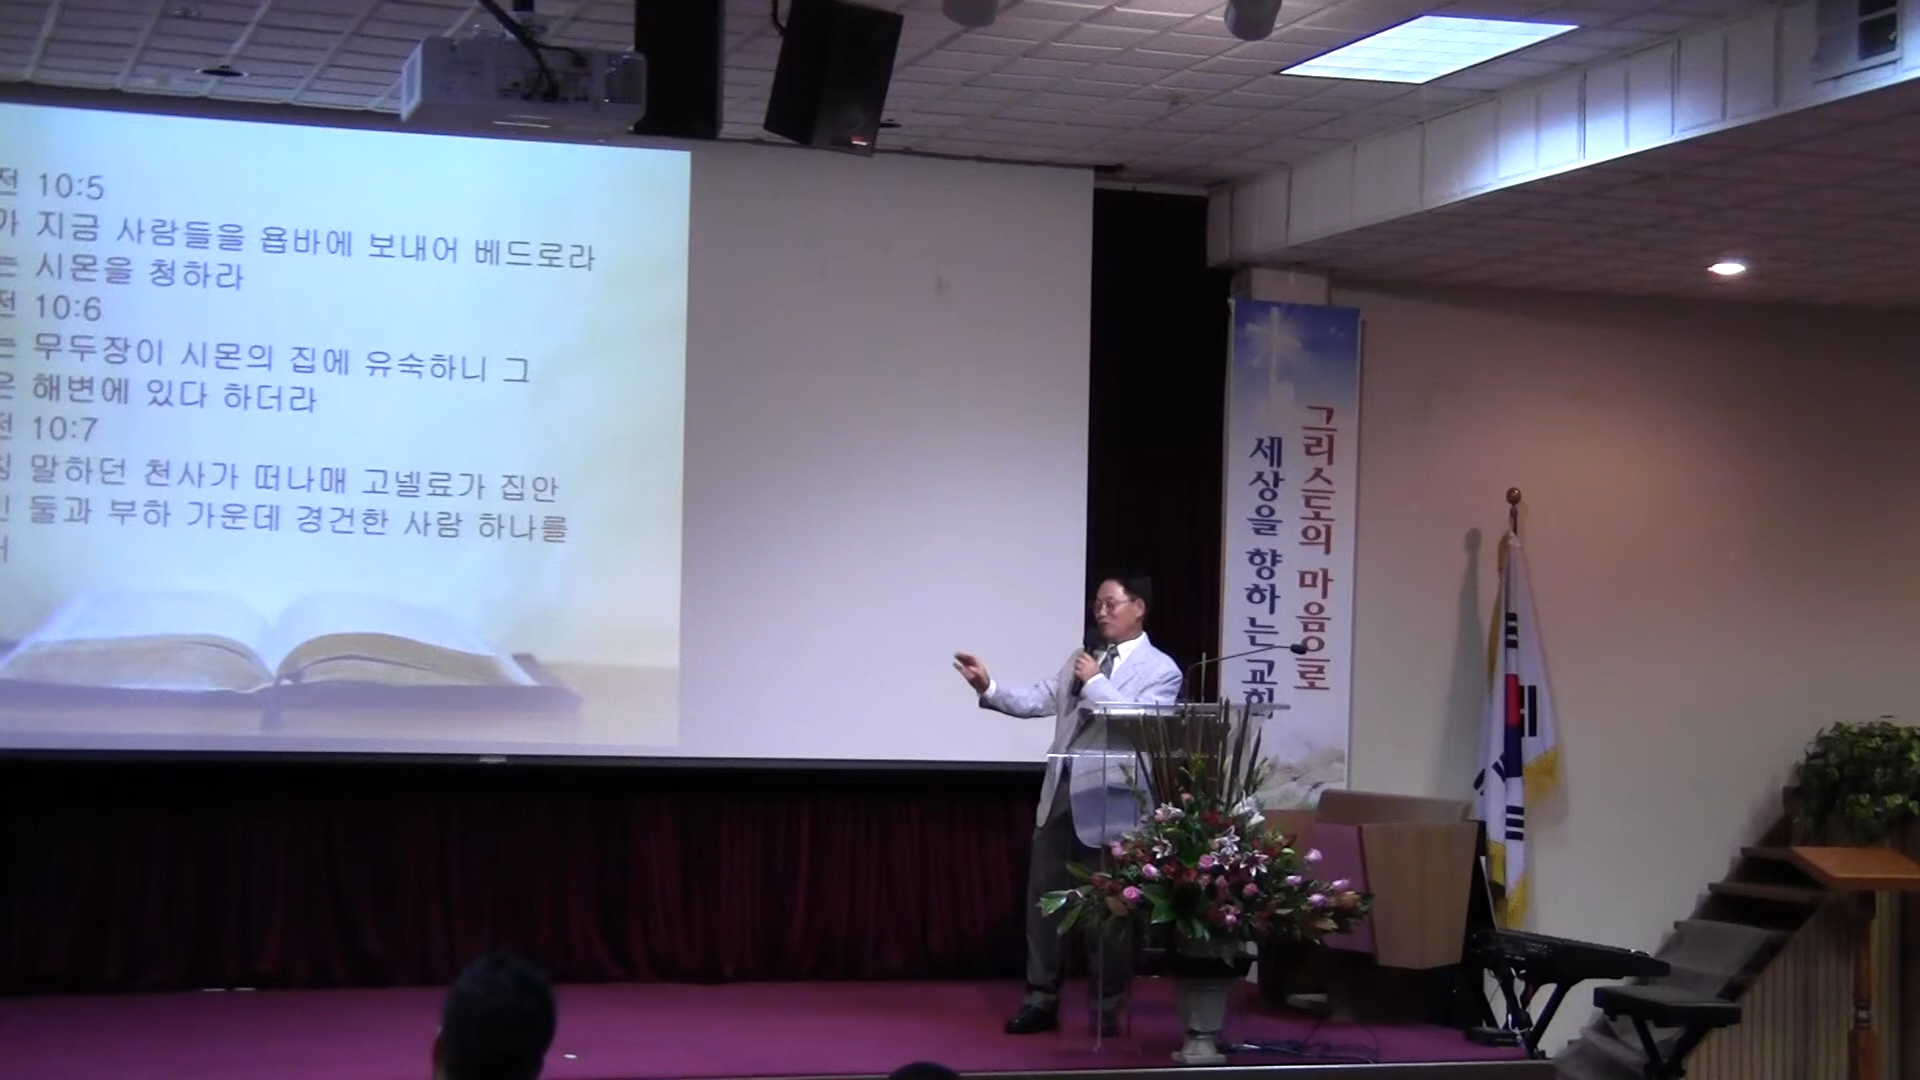 전 10:5
가 지금 사람들을 욥바에 보내어 베드로라
는 시몬을 청하라
전 10:6
는 무두장이 시몬의 집에 유숙하니 그
은 해변에 있다 하더라
전 10:7
말하던 천사가 떠나매 고넬료가 집안
인 둘과 부하 가운데 경건한 사람 하나를
그리스도의 마음으로
세상을 향하는 교회